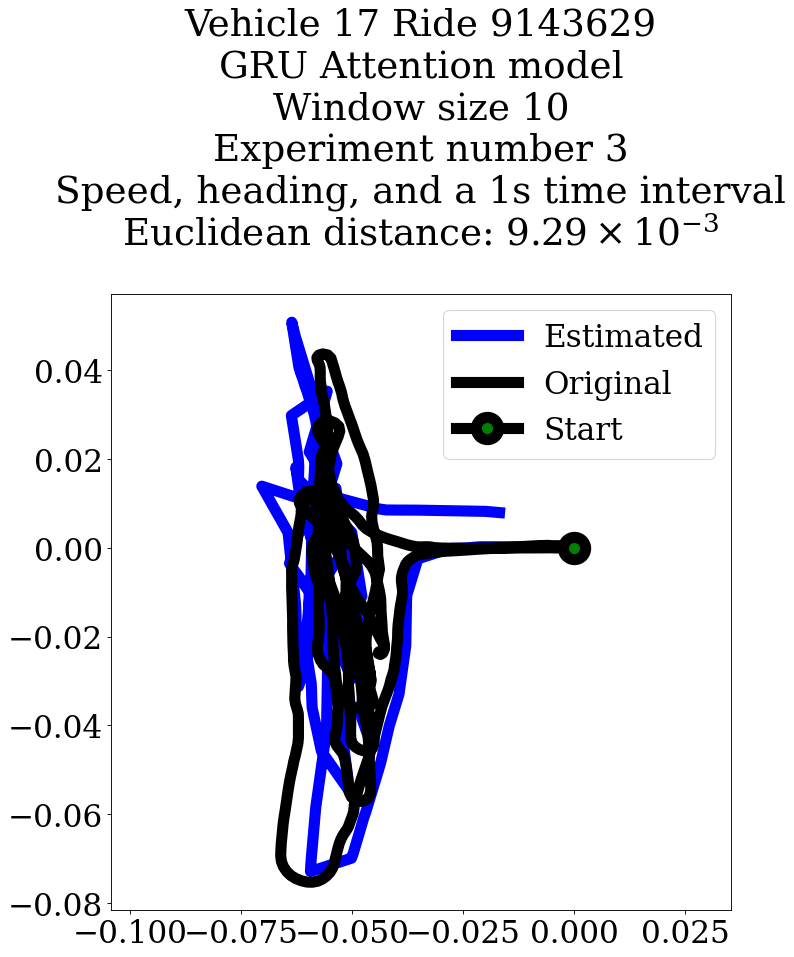 Vehicle 17 Ride 9143629
GRU Attention model
Window size 10
Experiment number 3
Speed, heading, and a 1s time interval
Euclidean distance: 9.29 × 10⁻³
Estimated
Original
Start
0.04
0.02
0.00
−0.02
−0.04
−0.06
−0.08
−0.100 −0.075 −0.050 −0.025 0.000 0.025